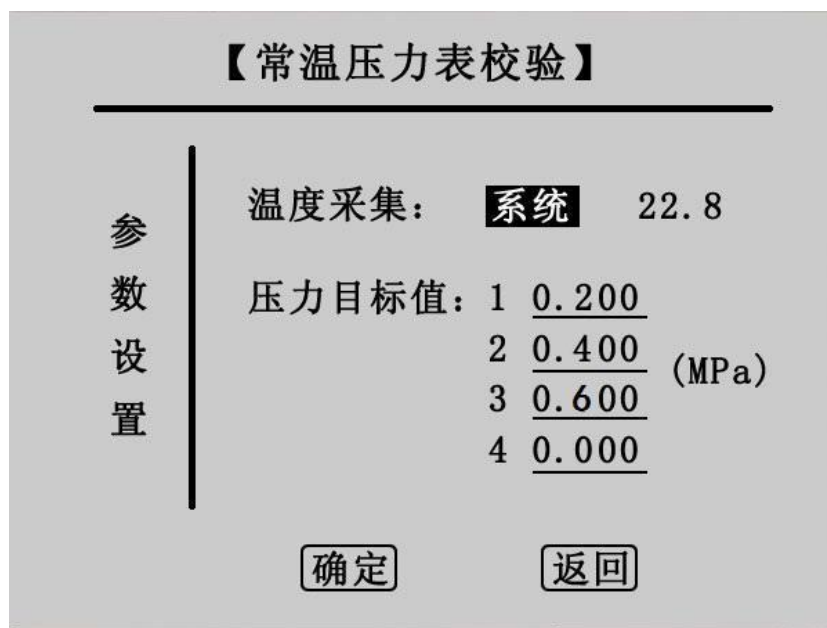 【常温压力表校验】
参数设置
温度采集： 系统 22.8
压力目标值：1 0.200
2 0.400
(MPa)
3 0.600
4 0.000
确定 返回